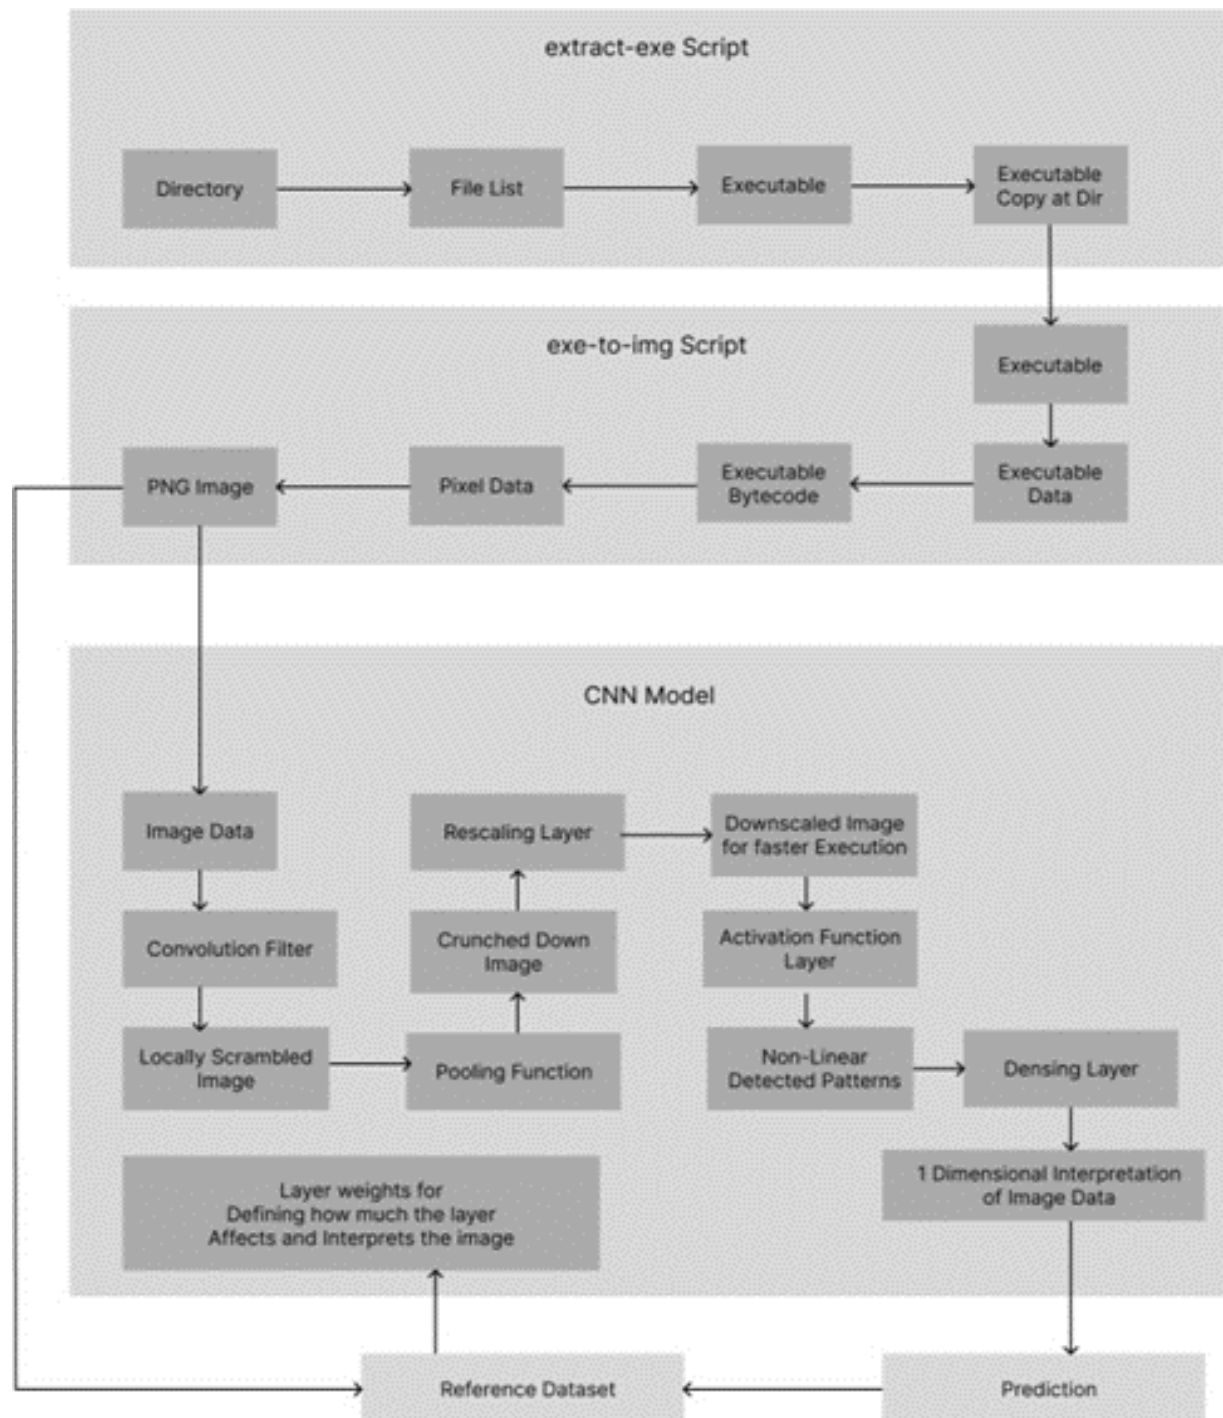 extract-exe Script
Directory
File List
Executable
Executable
Copy at Dir
exe-to-img Script
Executable
PNG Image
Pixel Data
Executable
Bytecode
Executable
Data
CNN Model
Image Data
Rescaling Layer
Downscaled Image
for faster Execution
Convolution Filter
Crunched Down
Image
Activation Function
Layer
Locally Scrambled
Image
Pooling Function
Non-Linear
Detected Patterns
Densing Layer
Layer weights for
Defining how much the layer
Affects and Interprets the image
1 Dimensional Interpretation
of Image Data
Reference Dataset
Prediction